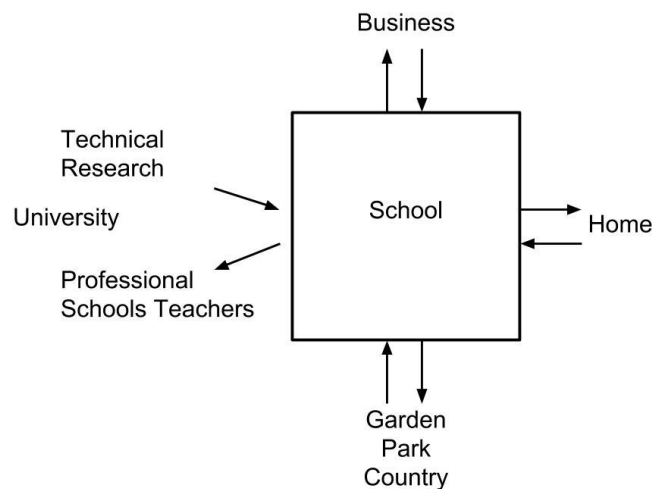 Business
Technical
Research
School
University
Home
Professional
Schools Teachers
Garden
Park
Country